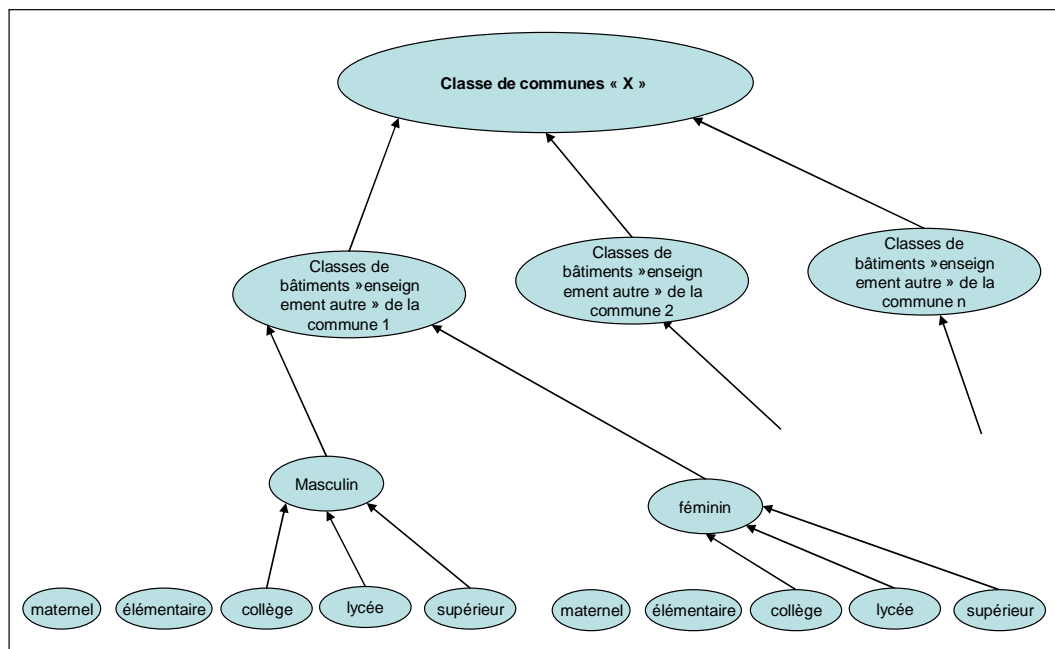 Classe de communes « X »
Classes de
bâtiments »enseign
ement autre » de la
commune 1
Classes de
bâtiments »enseign
ement autre » de la
commune 2
Classes de
bâtiments »enseign
ement autre » de la
commune n
Masculin
féminin
maternel
élémentaire
collège
lycée
supérieur
maternel
élémentaire
collège
lycée
supérieur